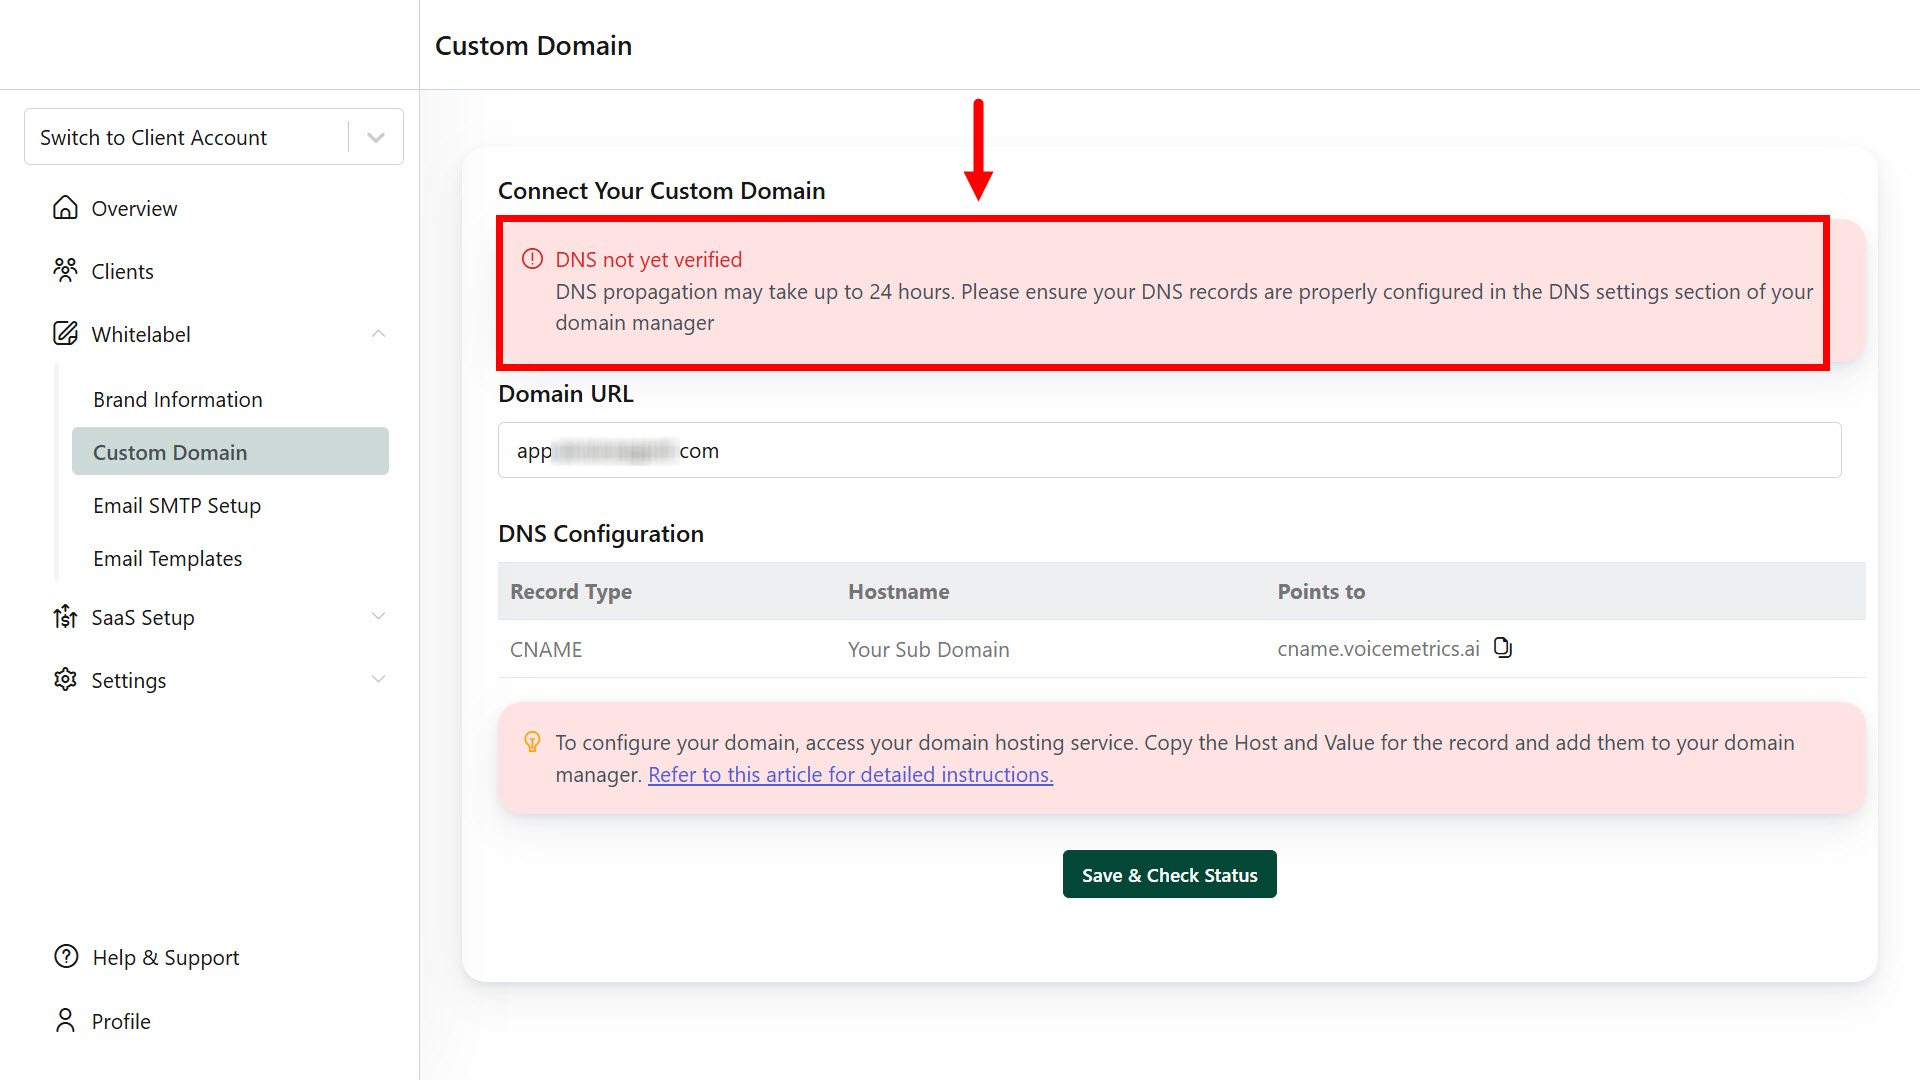 Custom Domain
Switch to Client Account
Overview
Clients
Whitelabel
Brand Information
Custom Domain
Email SMTP Setup
Email Templates
SaaS Setup
Settings
Help & Support
Profile
Connect Your Custom Domain
DNS not yet verified
DNS propagation may take up to 24 hours. Please ensure your DNS records are properly configured in the DNS settings section of your
domain manager
Domain URL
app com
DNS Configuration
Record Type Hostname Points to
CNAME Your Sub Domain cname.voicemetrics.ai
To configure your domain, access your domain hosting service. Copy the Host and Value for the record and add them to your domain
manager. Refer to this article for detailed instructions.
Save & Check Status